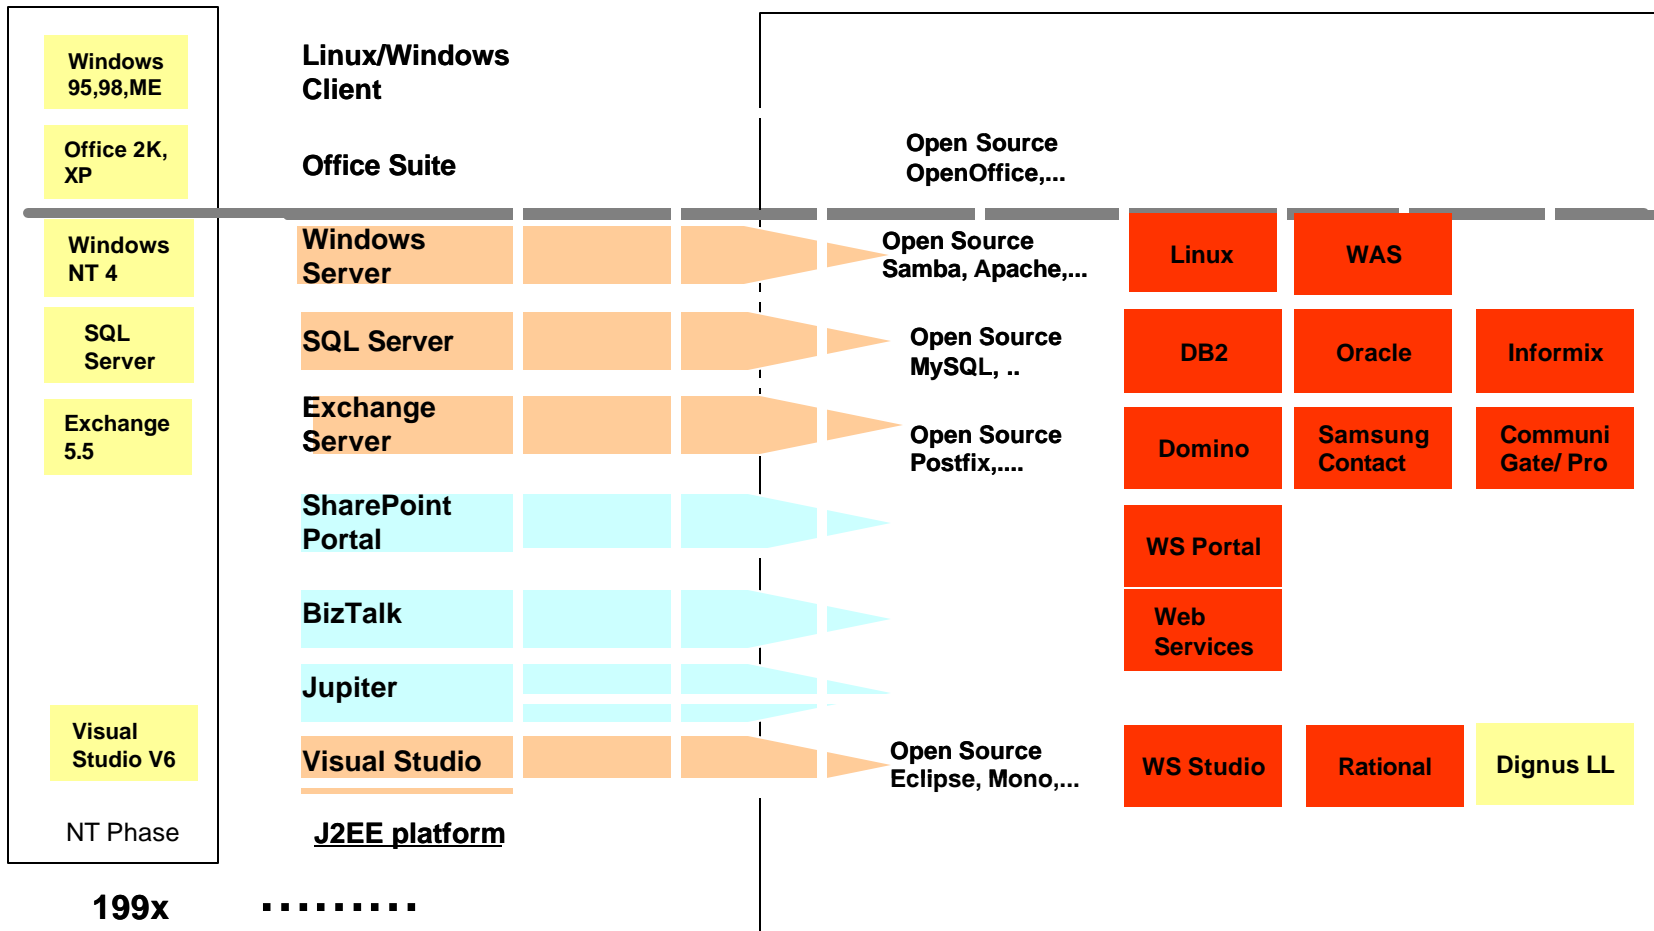 Windows
95,98,ME
Linux/Windows
Client
Office 2K,
XP
Office Suite
Open Source
OpenOffice,...
Windows
NT 4
Windows
Server
Open Source
Samba, Apache,...
Linux
WAS
SQL
Server
SQL Server
Open Source
MySQL, ..
DB2
Oracle
Informix
Exchange
5.5
Exchange
Server
Open Source
Postfix,....
Domino
Samsung
Contact
Communi
Gate/ Pro
SharePoint
Portal
WS Portal
BizTalk
Web
Services
Jupiter
Visual
Studio V6
Visual Studio
Open Source
Eclipse, Mono,...
WS Studio
Rational
Dignus LL
NT Phase
J2EE platform
199x
.........